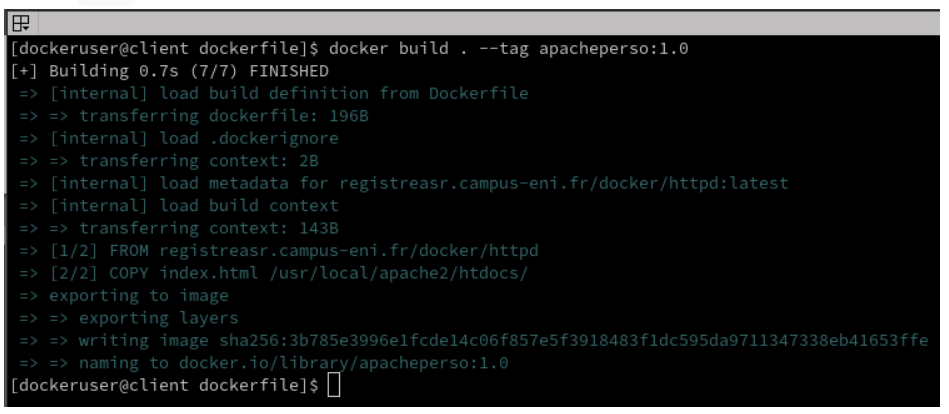 [dockeruser@client dockerfile]$ docker build . --tag apacheperso:1.0
[+] Building 0.7s (7/7) FINISHED
=> [internal] load build definition from Dockerfile
=> => transferring dockerfile: 196B
=> [internal] load .dockerignore
=> => transferring context: 2B
=> [internal] load metadata for registreasr.campus-eni.fr/docker/httpd:latest
=> [internal] load build context
=> => transferring context: 143B
=> [1/2] FROM registreasr.campus-eni.fr/docker/httpd
=> [2/2] COPY index.html /usr/local/apache2/htdocs/
=> exporting to image
=> => exporting layers
=> => writing image sha256:3b785e3996e1fcde14c06f857e5f3918483f1dc595da9711347338eb41653ffe
=> => naming to docker.io/library/apacheperso:1.0
[dockeruser@client dockerfile]$